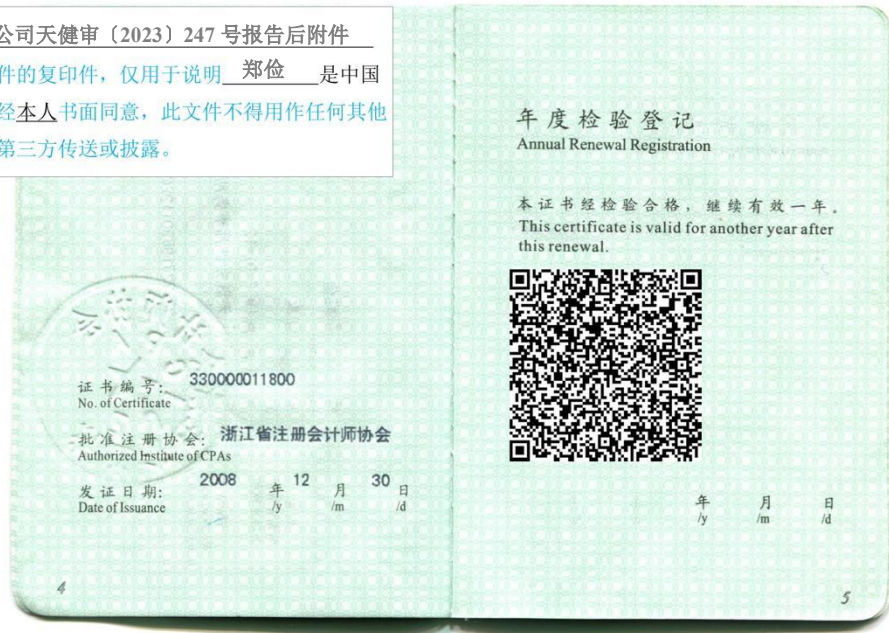 公司天健审〔2023〕247 号报告后附件
件的复印件，仅用于说明 郑俭 是中国
经本人书面同意，此文件不得用作任何其他
第三方传送或披露。
证书编号: 330000011800
No. of Certificate
批准注册协会: 浙江省注册会计师协会
Authorized Institute of CPAs
发证日期: 2008 年 12 月 30 日
Date of Issuance /y /m /d
4
年度检验登记
Annual Renewal Registration
本证书经检验合格，继续有效一年。
This certificate is valid for another year after
this renewal.
年 月 日
/y /m /d
5